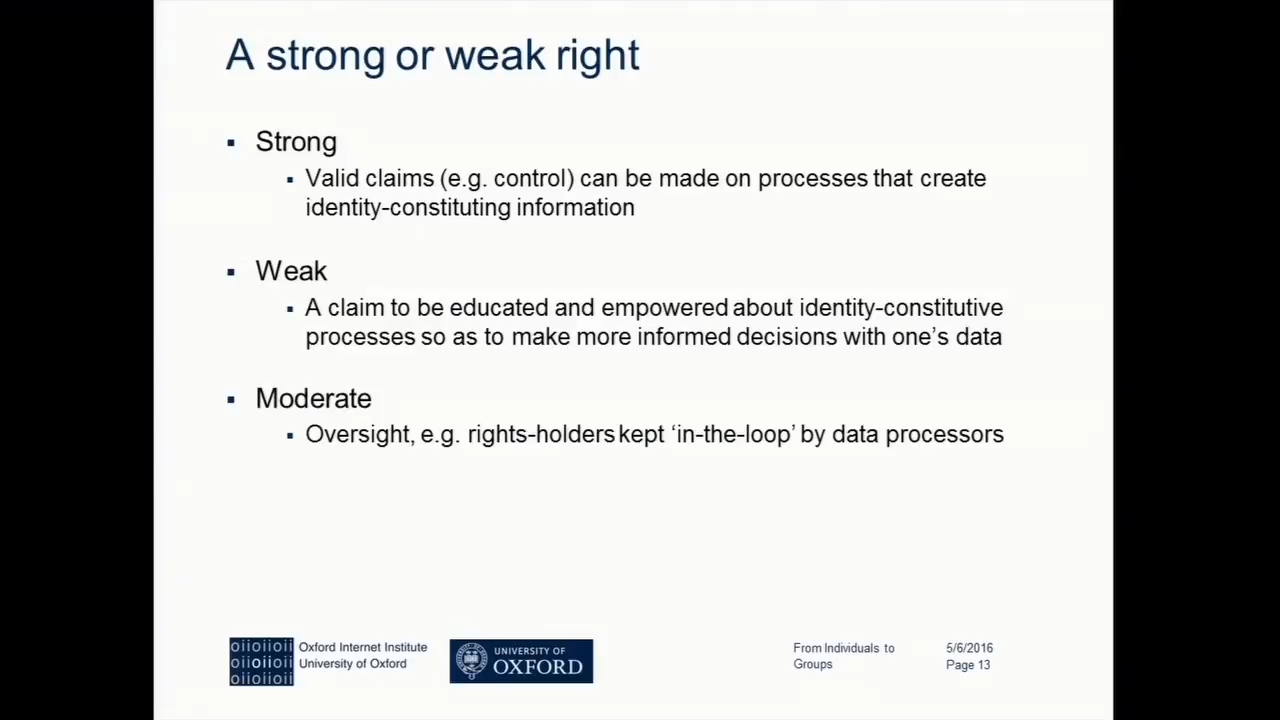 A strong or weak right
▪ Strong
▪ Valid claims (e.g. control) can be made on processes that create
identity-constituting information
▪ Weak
▪ A claim to be educated and empowered about identity-constitutive
processes so as to make more informed decisions with one's data
▪ Moderate
▪ Oversight, e.g. rights-holders kept ‘in-the-loop’ by data processors
oiioiioii
oiioiioii
oiioiioii
Oxford Internet Institute
University of Oxford
UNIVERSITY OF
OXFORD
From Individuals to
Groups
5/6/2016
Page 13